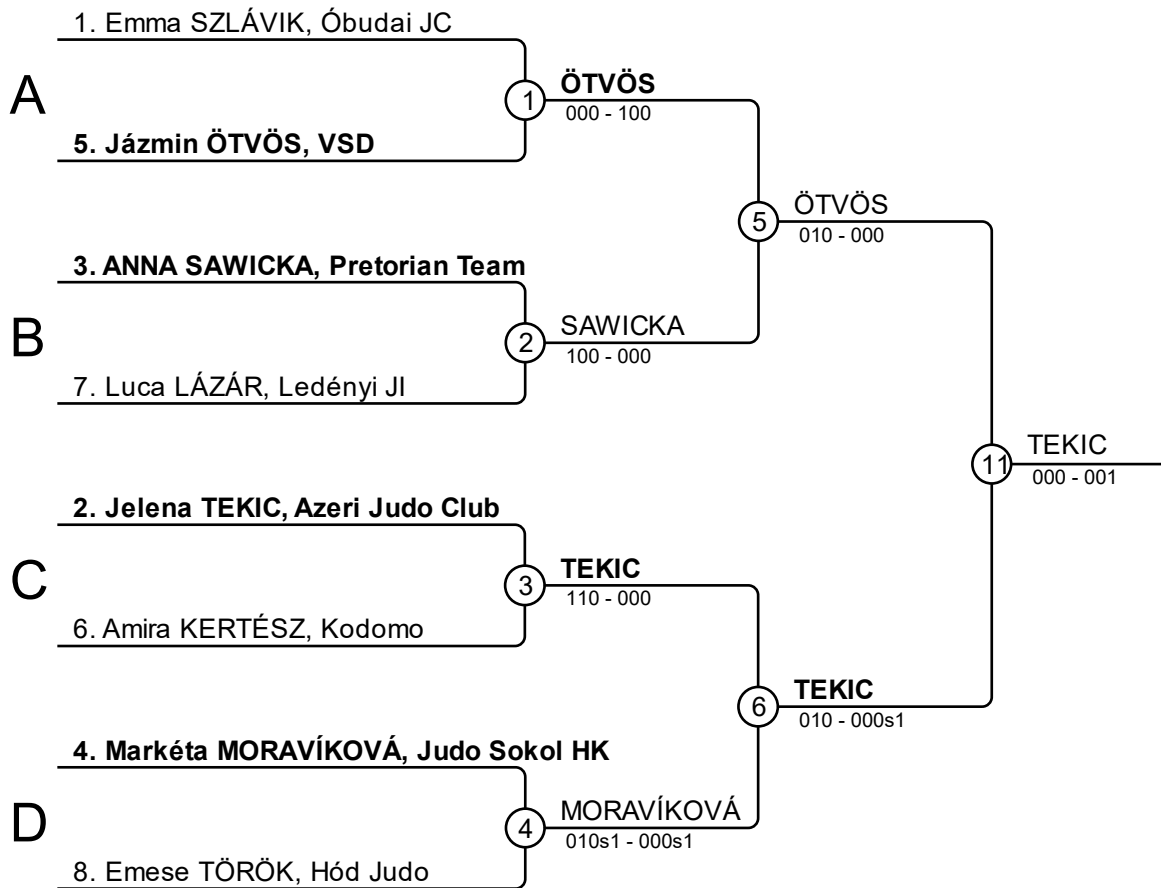 1. Emma SZLÁVIK, Óbudai JC
A
1
ÖTVÖS
000 - 100
5. Jázmin ÖTVÖS, VSD
5
ÖTVÖS
010 - 000
3. ANNA SAWICKA, Pretorian Team
B
2
SAWICKA
100 - 000
7. Luca LÁZÁR, Ledényi JI
11
TEKIC
000 - 001
2. Jelena TEKIC, Azeri Judo Club
C
3
TEKIC
110 - 000
6. Amira KERTÉSZ, Kodomo
6
TEKIC
010 - 000s1
4. Markéta MORAVÍKOVÁ, Judo Sokol HK
D
4
MORAVÍKOVÁ
010s1 - 000s1
8. Emese TÖRÖK, Hód Judo